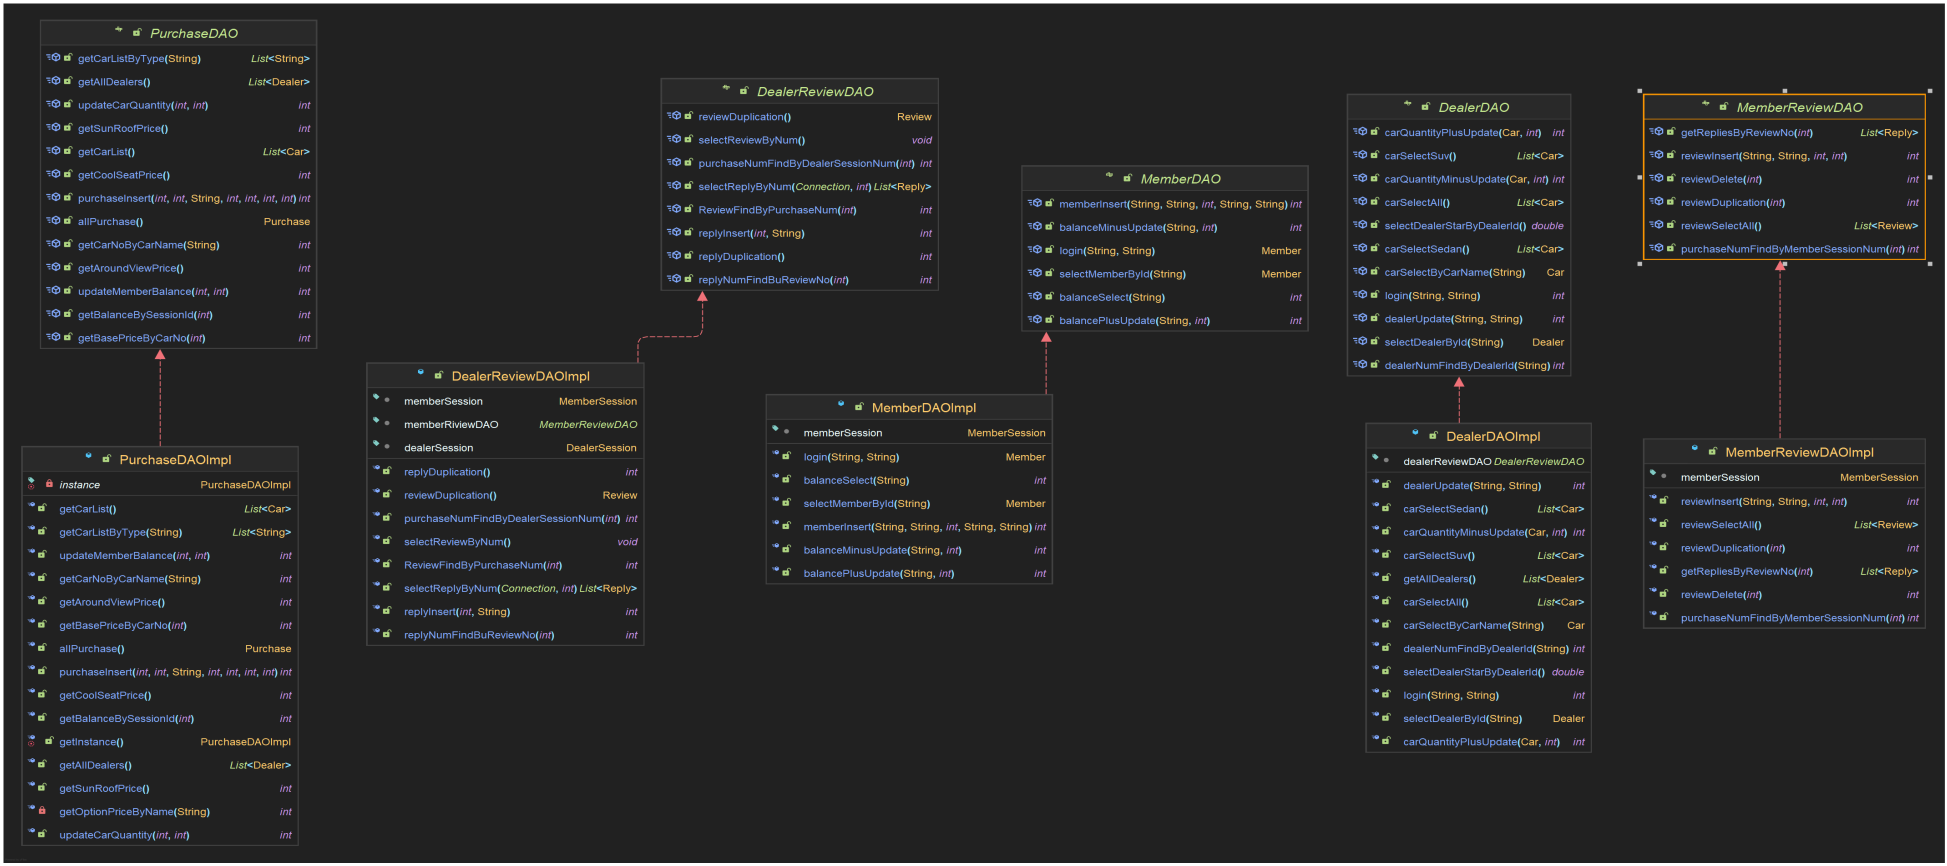 PurchaseDAO
getCarListByType(String) List<String>
getAllDealers() List<Dealer>
updateCarQuantity(int, int) int
getSunRoofPrice() int
getCarList() List<Car>
getCoolSeatPrice() int
purchaseInsert(int, int, String, int, int, int, int) int
allPurchase() Purchase
getCarNoByCarName(String) int
getAroundViewPrice() int
updateMemberBalance(int, int) int
getBalanceBySessionId(int) int
getBasePriceByCarNo(int) int
PurchaseDAOImpl
instance PurchaseDAOImpl
getCarList() List<Car>
getCarListByType(String) List<String>
updateMemberBalance(int, int) int
getCarNoByCarName(String) int
getAroundViewPrice() int
getBasePriceByCarNo(int) int
allPurchase() Purchase
purchaseInsert(int, int, String, int, int, int, int) int
getCoolSeatPrice() int
getBalanceBySessionId(int) int
getInstance() PurchaseDAOImpl
getAllDealers() List<Dealer>
getSunRoofPrice() int
getOptionPriceByName(String) int
updateCarQuantity(int, int) int
DealerReviewDAO
reviewDuplication() Review
selectReviewByNum() void
purchaseNumFindByDealerSessionNum(int) int
selectReplyByNum(Connection, int) List<Reply>
ReviewFindByPurchaseNum(int) int
replyInsert(int, String) int
replyDuplication() int
replyNumFindBuReviewNo(int) int
DealerReviewDAOImpl
memberSession MemberSession
memberRiviewDAO MemberReviewDAO
dealerSession DealerSession
replyDuplication() int
reviewDuplication() Review
purchaseNumFindByDealerSessionNum(int) int
selectReviewByNum() void
ReviewFindByPurchaseNum(int) int
selectReplyByNum(Connection, int) List<Reply>
replyInsert(int, String) int
replyNumFindBuReviewNo(int) int
MemberDAO
memberInsert(String, String, int, String, String) int
balanceMinusUpdate(String, int) int
login(String, String) Member
selectMemberById(String) Member
balanceSelect(String) int
balancePlusUpdate(String, int) int
MemberDAOImpl
memberSession MemberSession
login(String, String) Member
balanceSelect(String) int
selectMemberById(String) Member
memberInsert(String, String, int, String, String) int
balanceMinusUpdate(String, int) int
balancePlusUpdate(String, int) int
DealerDAO
carQuantityPlusUpdate(Car, int) int
carSelectSuv() List<Car>
carQuantityMinusUpdate(Car, int) int
carSelectAll() List<Car>
selectDealerStarByDealerId() double
carSelectSedan() List<Car>
carSelectByCarName(String) Car
login(String, String) int
dealerUpdate(String, String) int
selectDealerById(String) Dealer
dealerNumFindByDealerId(String) int
DealerDAOImpl
dealerReviewDAO DealerReviewDAO
dealerUpdate(String, String) int
carSelectSedan() List<Car>
carQuantityMinusUpdate(Car, int) int
carSelectSuv() List<Car>
getAllDealers() List<Dealer>
carSelectAll() List<Car>
carSelectByCarName(String) Car
dealerNumFindByDealerId(String) int
selectDealerStarByDealerId() double
login(String, String) int
selectDealerById(String) Dealer
carQuantityPlusUpdate(Car, int) int
MemberReviewDAO
getRepliesByReviewNo(int) List<Reply>
reviewInsert(String, String, int, int) int
reviewDelete(int) int
reviewDuplication(int) int
reviewSelectAll() List<Review>
purchaseNumFindByMemberSessionNum(int) int
MemberReviewDAOImpl
memberSession MemberSession
reviewInsert(String, String, int, int) int
reviewSelectAll() List<Review>
reviewDuplication(int) int
getRepliesByReviewNo(int) List<Reply>
reviewDelete(int) int
purchaseNumFindByMemberSessionNum(int) int